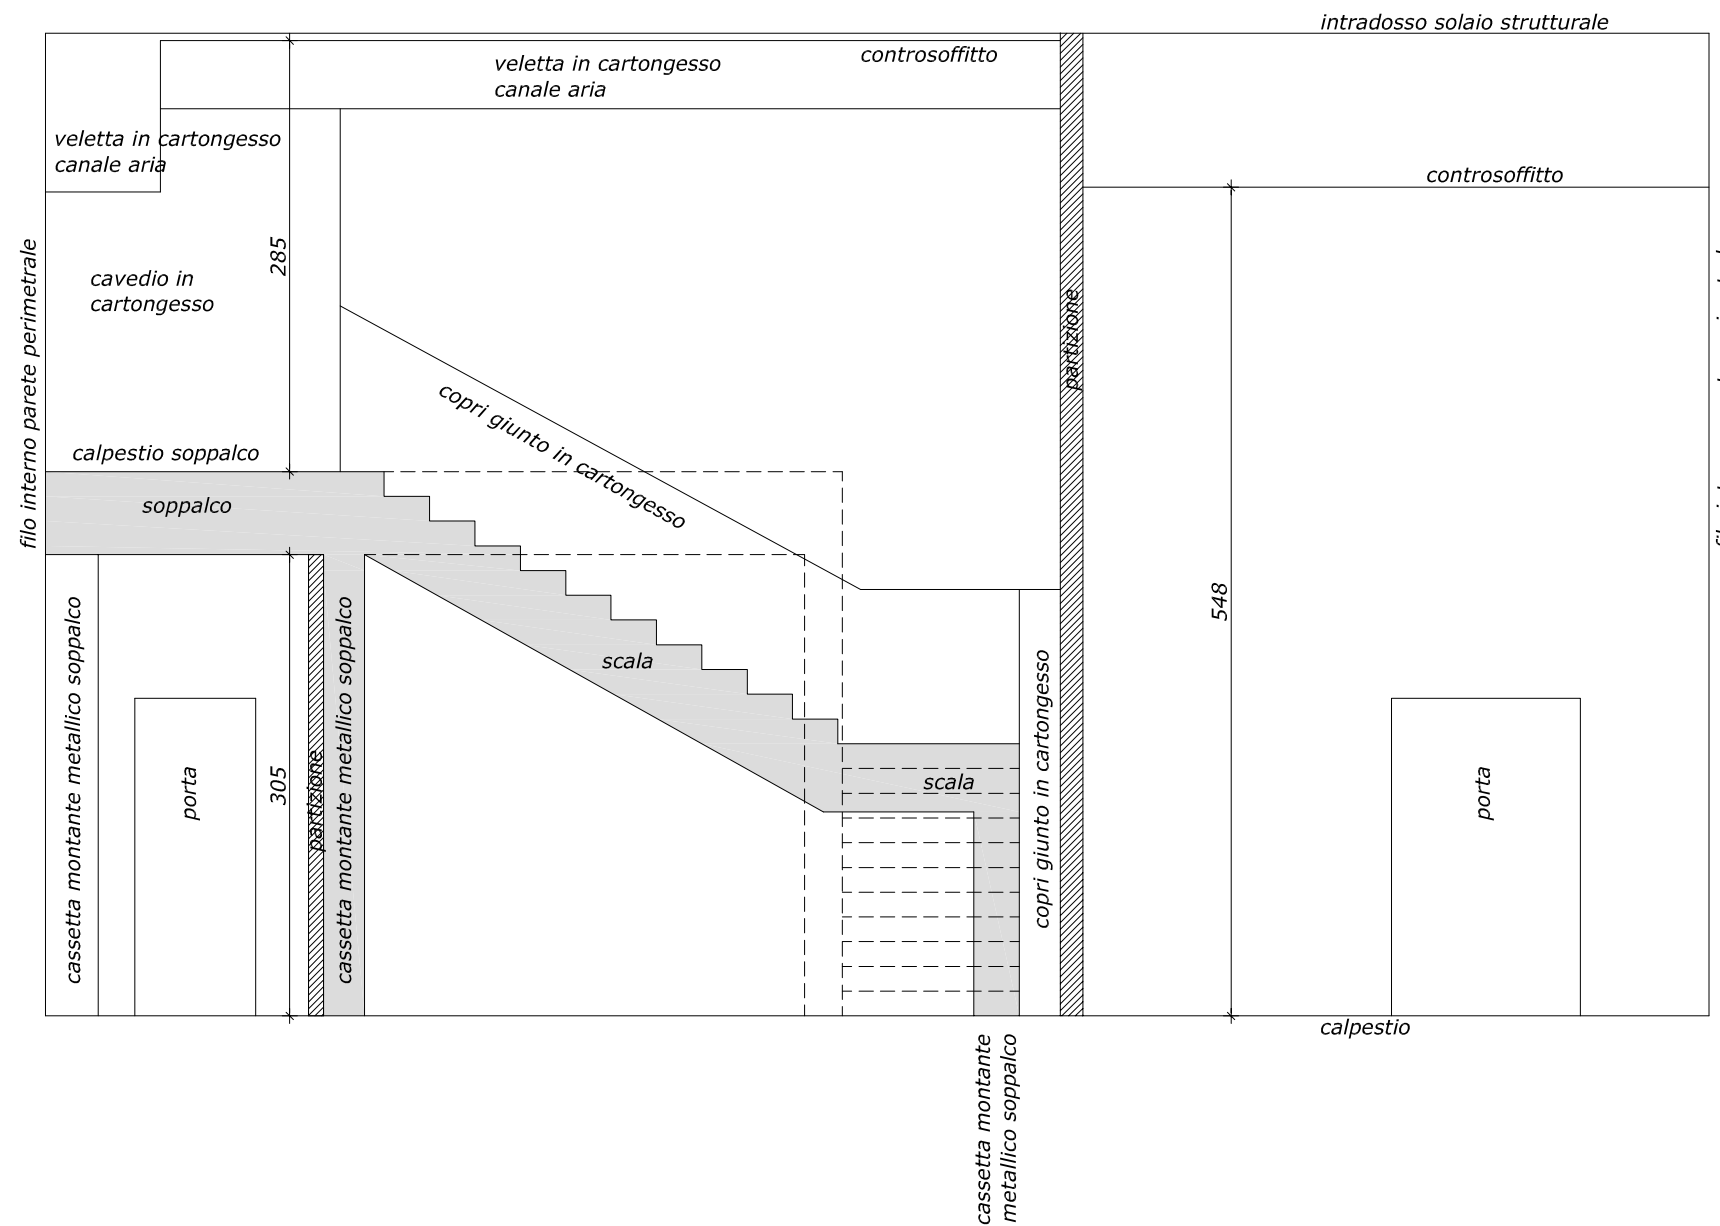 intradosso solaio strutturale
controsoffitto
veletta in cartongesso
canale aria
veletta in cartongesso
canale aria
controsoffitto
285
cavedio in
cartongesso
filo interno parete perimetrale
partizione
copri giunto in cartongesso
calpestio soppalco
soppalco
548
scala
cassetta montante metallico soppalco
porta
305
partizione
cassetta montante metallico soppalco
scala
copri giunto in cartongesso
porta
calpestio
cassetta montante
metallico soppalco